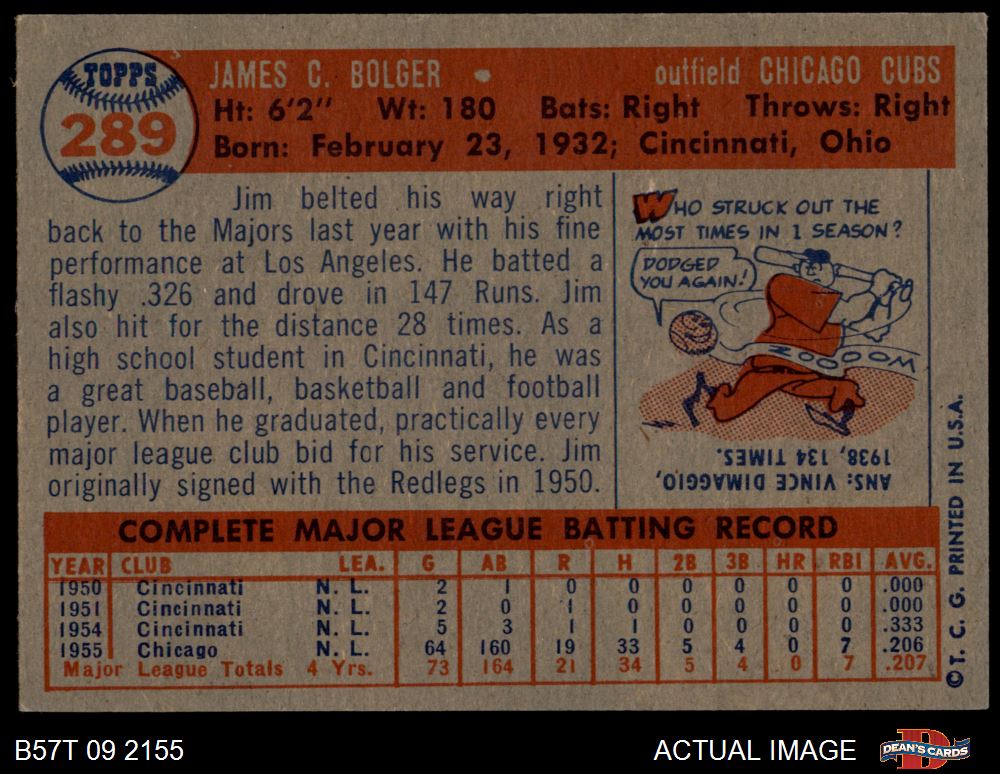 TOPPS
289
JAMES C. BOLGER • outfield CHICAGO CUBS
Ht: 6'2" Wt: 180 Bats: Right Throws: Right
Born: February 23, 1932; Cincinnati, Ohio
Jim belted his way right
back to the Majors last year with his fine
performance at Los Angeles. He batted a
flashy .326 and drove in 147 Runs. Jim
also hit for the distance 28 times. As a
high school student in Cincinnati, he was
a great baseball, basketball and football
player. When he graduated, practically every
major league club bid for his service. Jim
originally signed with the Redlegs in 1950.
WHO STRUCK OUT THE
MOST TIMES IN 1 SEASON?
DODGED
YOU AGAIN!
ZOOOOM
ANS: VINCE DIMAGGIO,
1938, 134 TIMES.
COMPLETE MAJOR LEAGUE BATTING RECORD
YEAR CLUB LEA. G AB R H 2B 3B HR RBI AVG.
1950 Cincinnati N. L. 2 1 0 0 0 0 0 0 .000
1951 Cincinnati N. L. 2 0 1 0 0 0 0 0 .000
1954 Cincinnati N. L. 5 3 1 1 0 0 0 0 .333
1955 Chicago N. L. 64 160 19 33 5 4 0 7 .206
Major League Totals 4 Yrs. 73 164 21 34 5 4 0 7 .207
© T. C. G. PRINTED IN U.S.A.
B57T 09 2155
ACTUAL IMAGE
DEAN'S CARDS